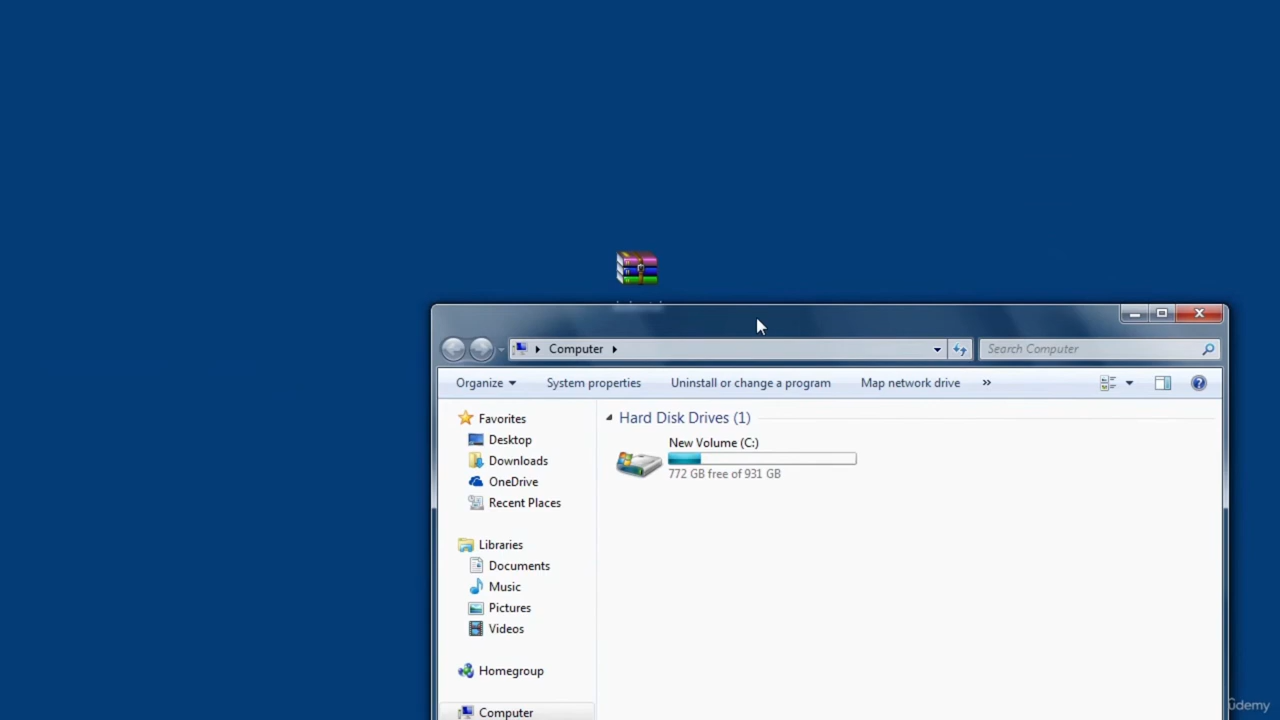 Computer
Search Computer
Organize
System properties
Uninstall or change a program
Map network drive
»
Favorites
Desktop
Downloads
OneDrive
Recent Places
Libraries
Documents
Music
Pictures
Videos
Homegroup
Computer
Hard Disk Drives (1)
New Volume (C:)
772 GB free of 931 GB
ûdemy